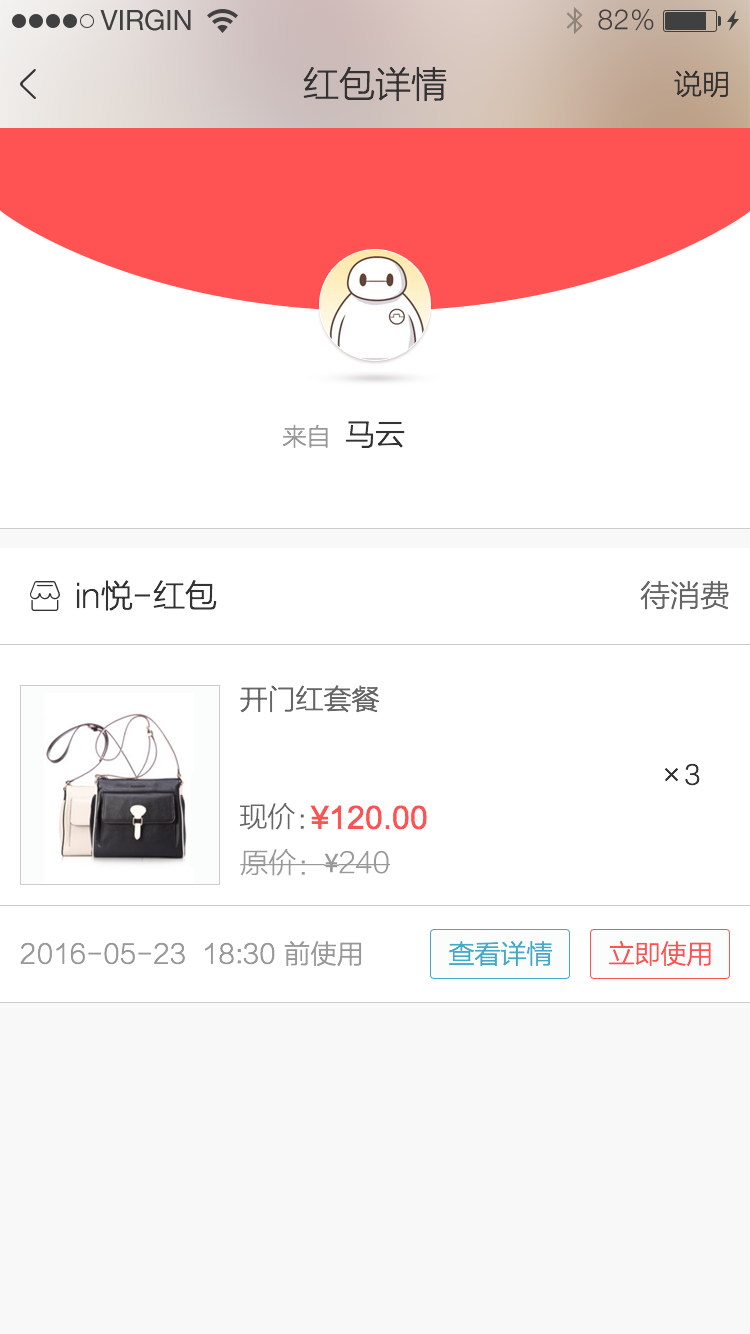 VIRGIN 82%
红包详情 说明
来自 马云
in悦-红包 待消费
开门红套餐
×3
现价:¥120.00
原价：¥240
2016-05-23 18:30 前使用 查看详情 立即使用